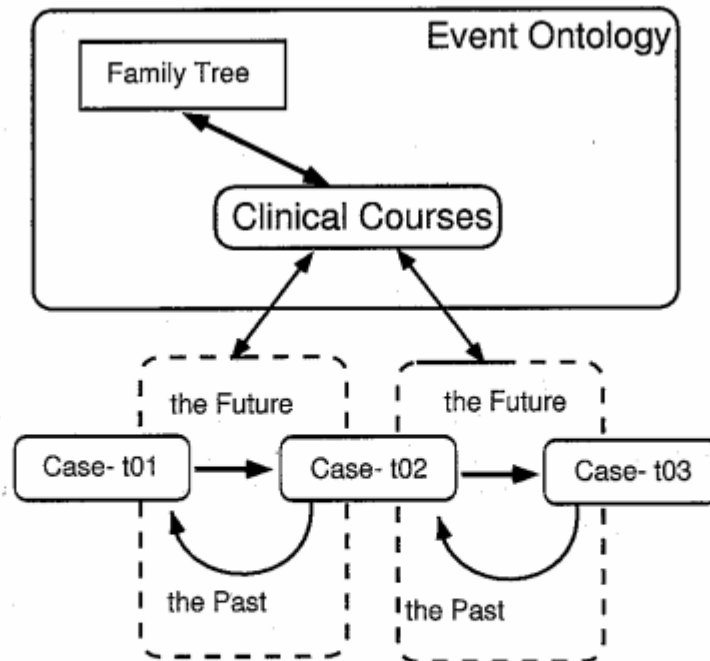 Event Ontology
Family Tree
Clinical Courses
the Future
the Future
Case- t01
Case- t02
Case- t03
the Past
the Past